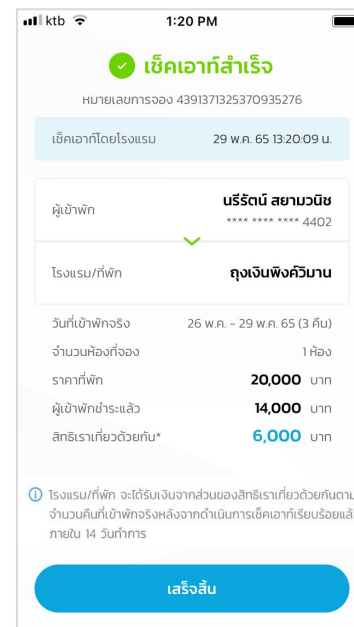 ktb 1:20 PM
เช็คเอาท์สำเร็จ
หมายเลขการจอง 4391371325370935276
เช็คเอาท์โดยโรงแรม 29 พ.ค. 65 13:20:09 น.
ผู้เข้าพัก นรีรัตน์ สยามวนิช
**** **** **** 4402
โรงแรม/ที่พัก ถุงเงินพิงค์วิมาน
วันที่เข้าพักจริง 26 พ.ค. - 29 พ.ค. 65 (3 คืน)
จำนวนห้องที่จอง 1 ห้อง
ราคาที่พัก 20,000 บาท
ผู้เข้าพักชำระแล้ว 14,000 บาท
สิทธิเราเที่ยวด้วยกัน* 6,000 บาท
โรงแรม/ที่พัก จะได้รับเงินจากส่วนของสิทธิเราเที่ยวด้วยกันตาม
จำนวนคืนที่เข้าพักจริงหลังจากดำเนินการเช็คเอาท์เรียบร้อยแล้
ภายใน 14 วันทำการ
เสร็จสิ้น